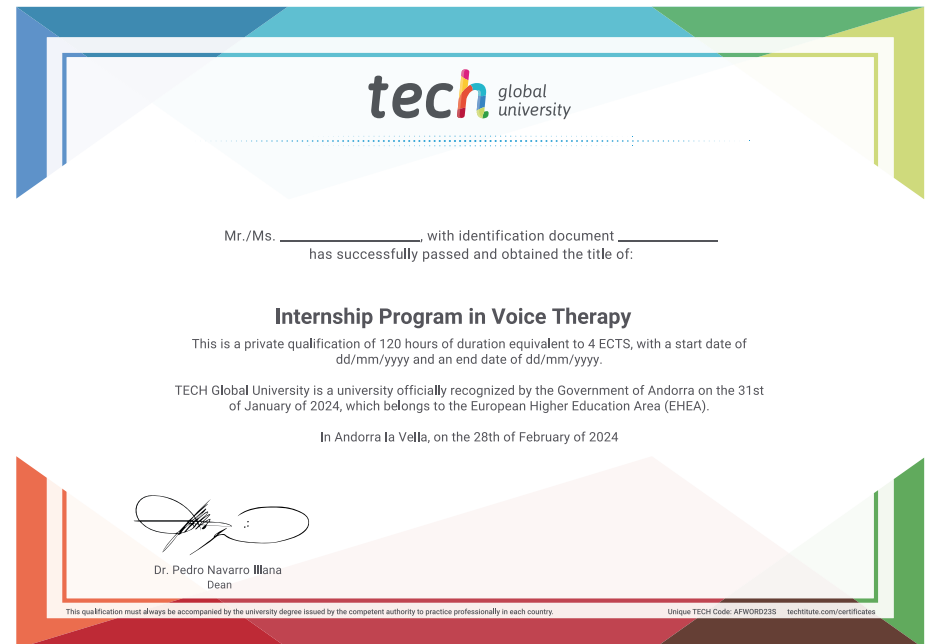 tech global university
Mr./Ms. ______________, with identification document ____________
has successfully passed and obtained the title of:
Internship Program in Voice Therapy
This is a private qualification of 120 hours of duration equivalent to 4 ECTS, with a start date of
dd/mm/yyyy and an end date of dd/mm/yyyy.
TECH Global University is a university officially recognized by the Government of Andorra on the 31st
of January of 2024, which belongs to the European Higher Education Area (EHEA).
In Andorra la Vella, on the 28th of February of 2024
Dr. Pedro Navarro Illana
Dean
This qualification must always be accompanied by the university degree issued by the competent authority to practice professionally in each country.
Unique TECH Code: AFWORD23S techtitute.com/certificates